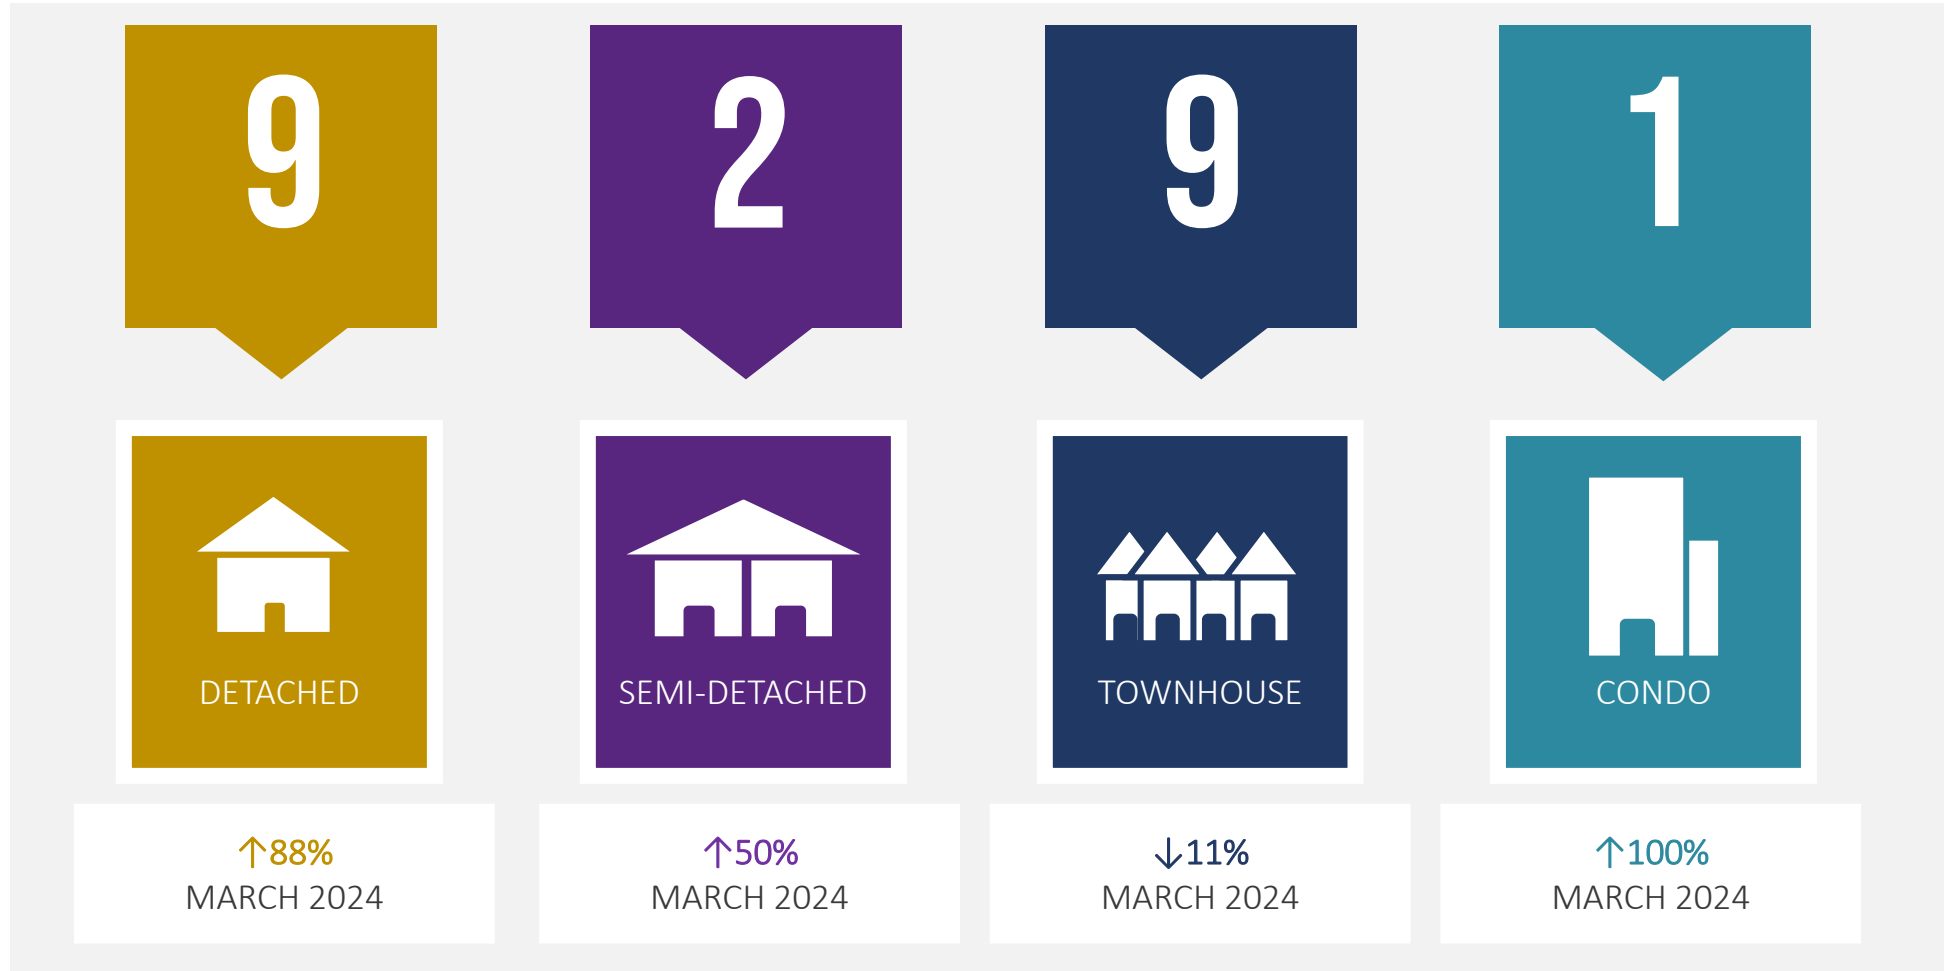 9
2
9
1
DETACHED
SEMI-DETACHED
TOWNHOUSE
CONDO
↑88%
MARCH 2024
↑50%
MARCH 2024
↓11%
MARCH 2024
↑100%
MARCH 2024